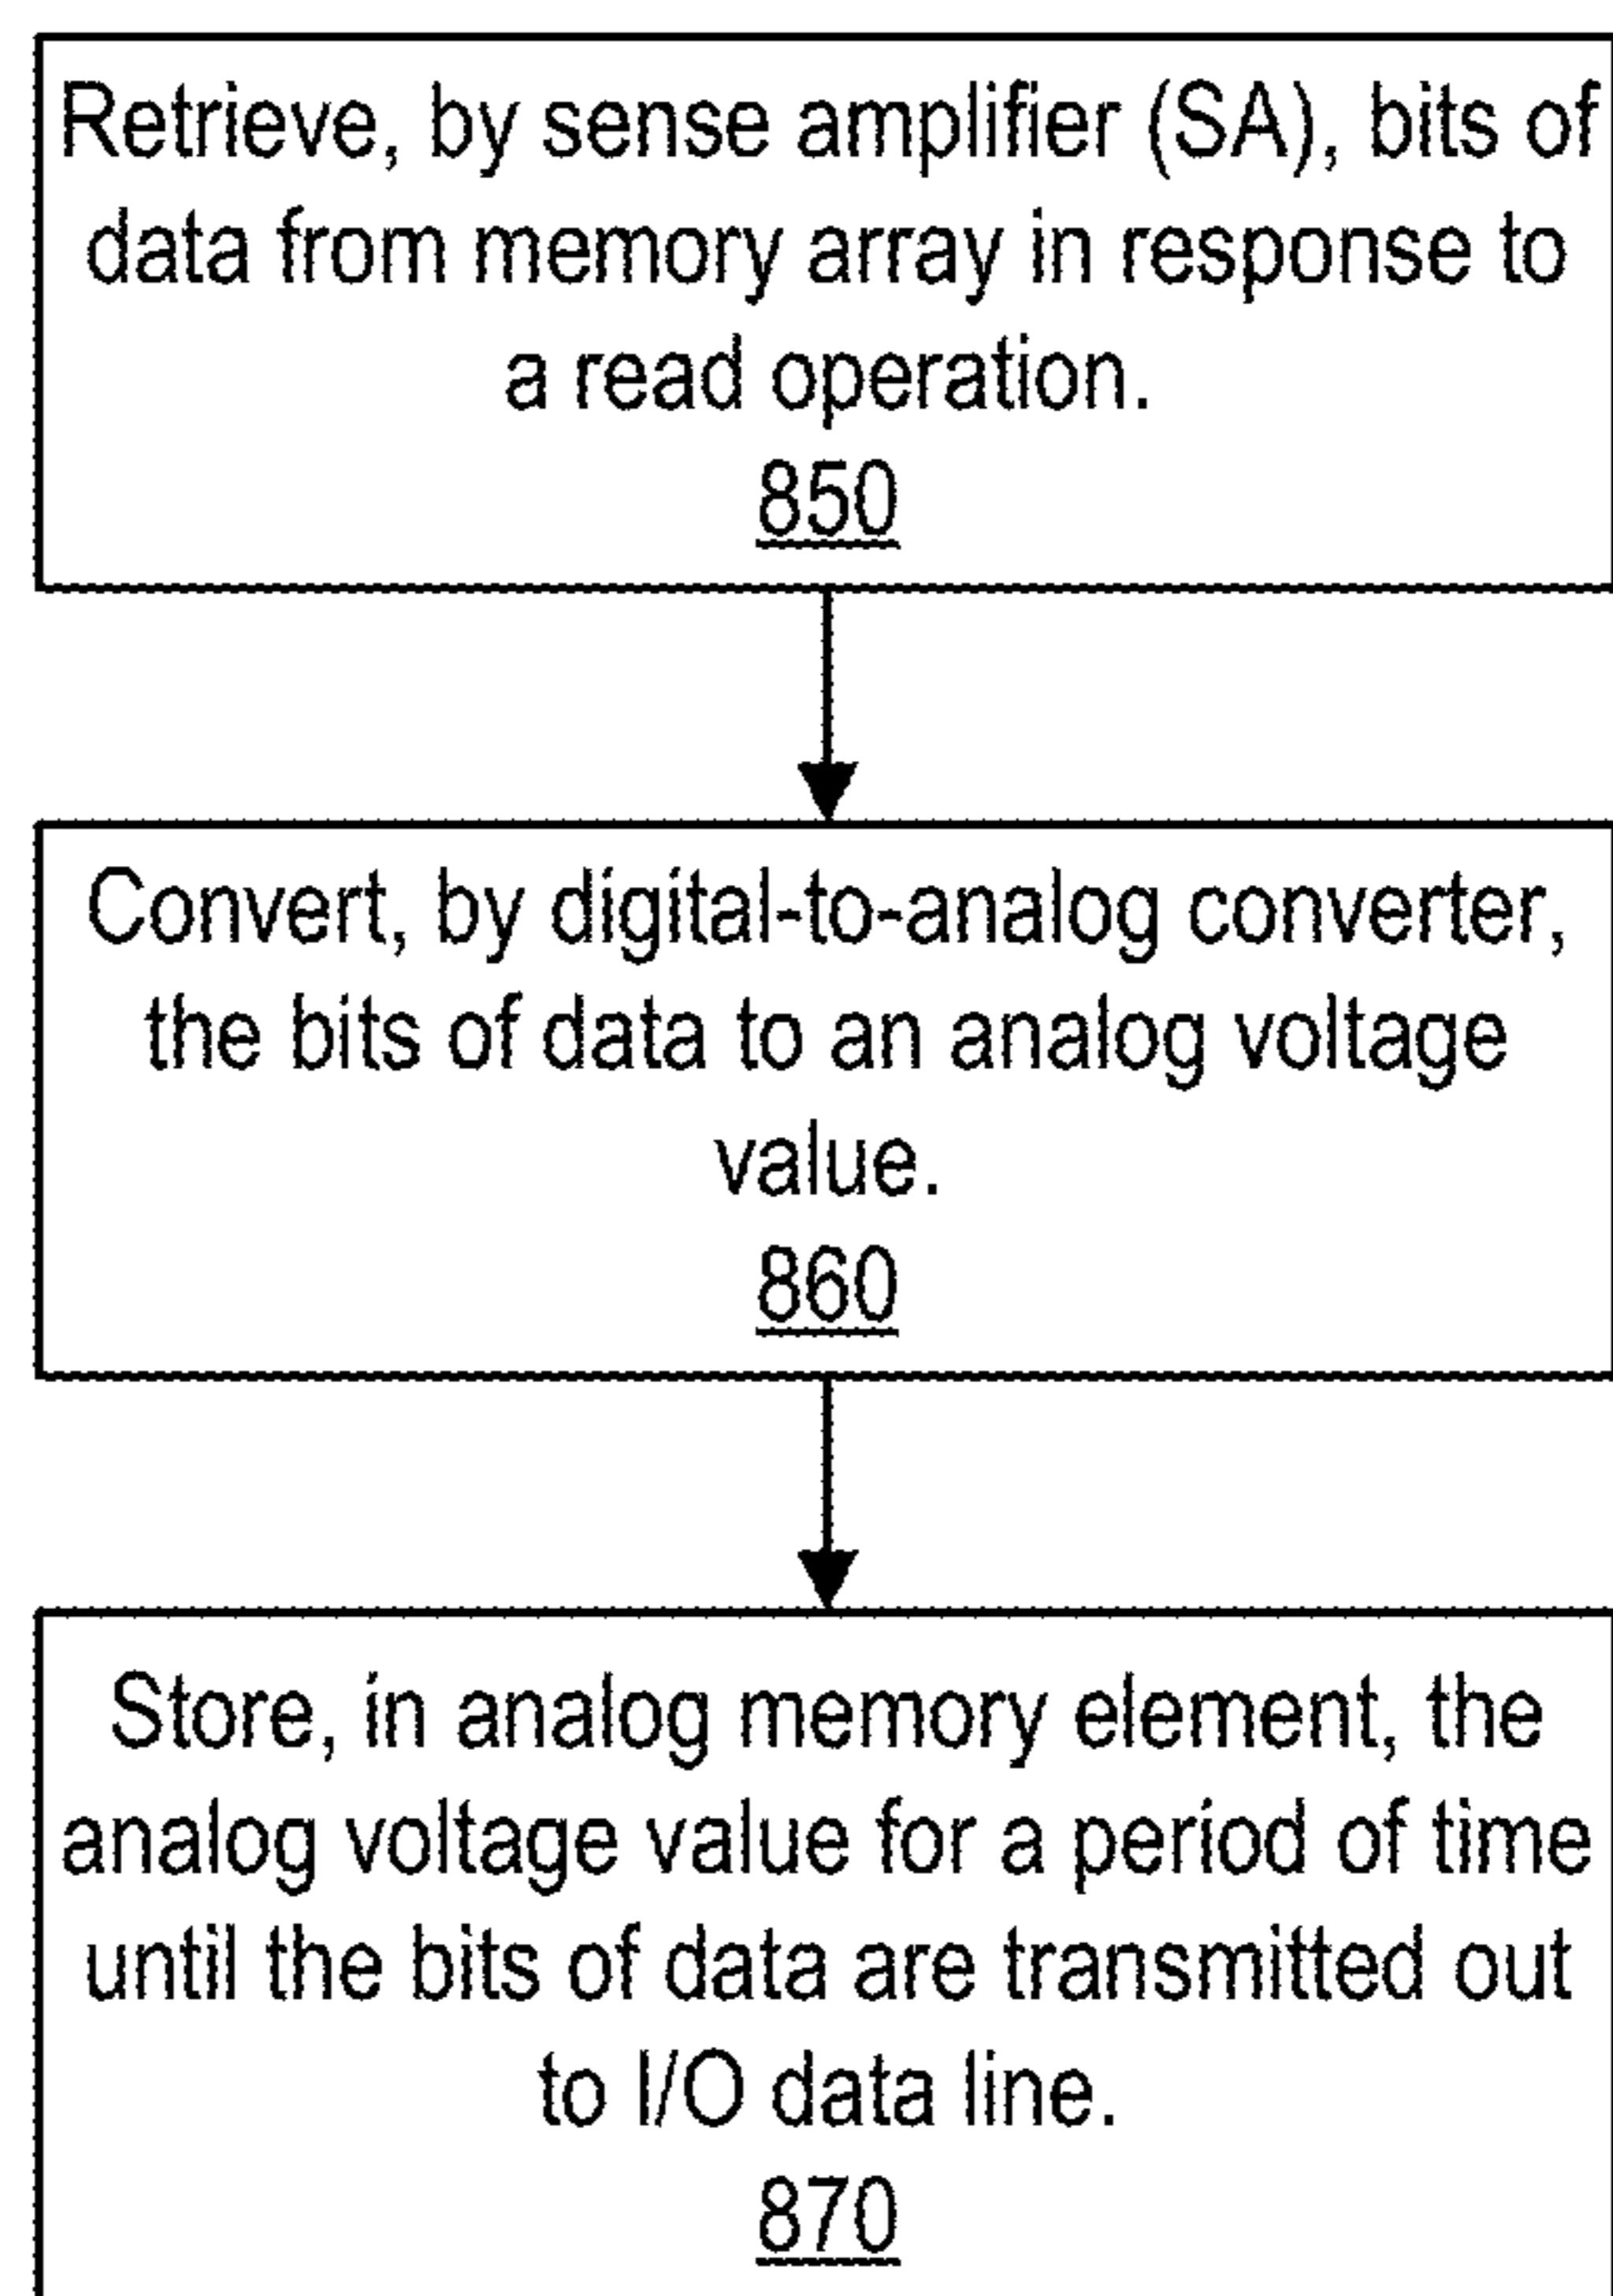 Retrieve, by sense amplifier (SA), bits of
data from memory array in response to
a read operation.
850
Convert, by digital-to-analog converter,
the bits of data to an analog voltage
value.
860
Store, in analog memory element, the
analog voltage value for a period of time
until the bits of data are transmitted out
to I/O data line.
870